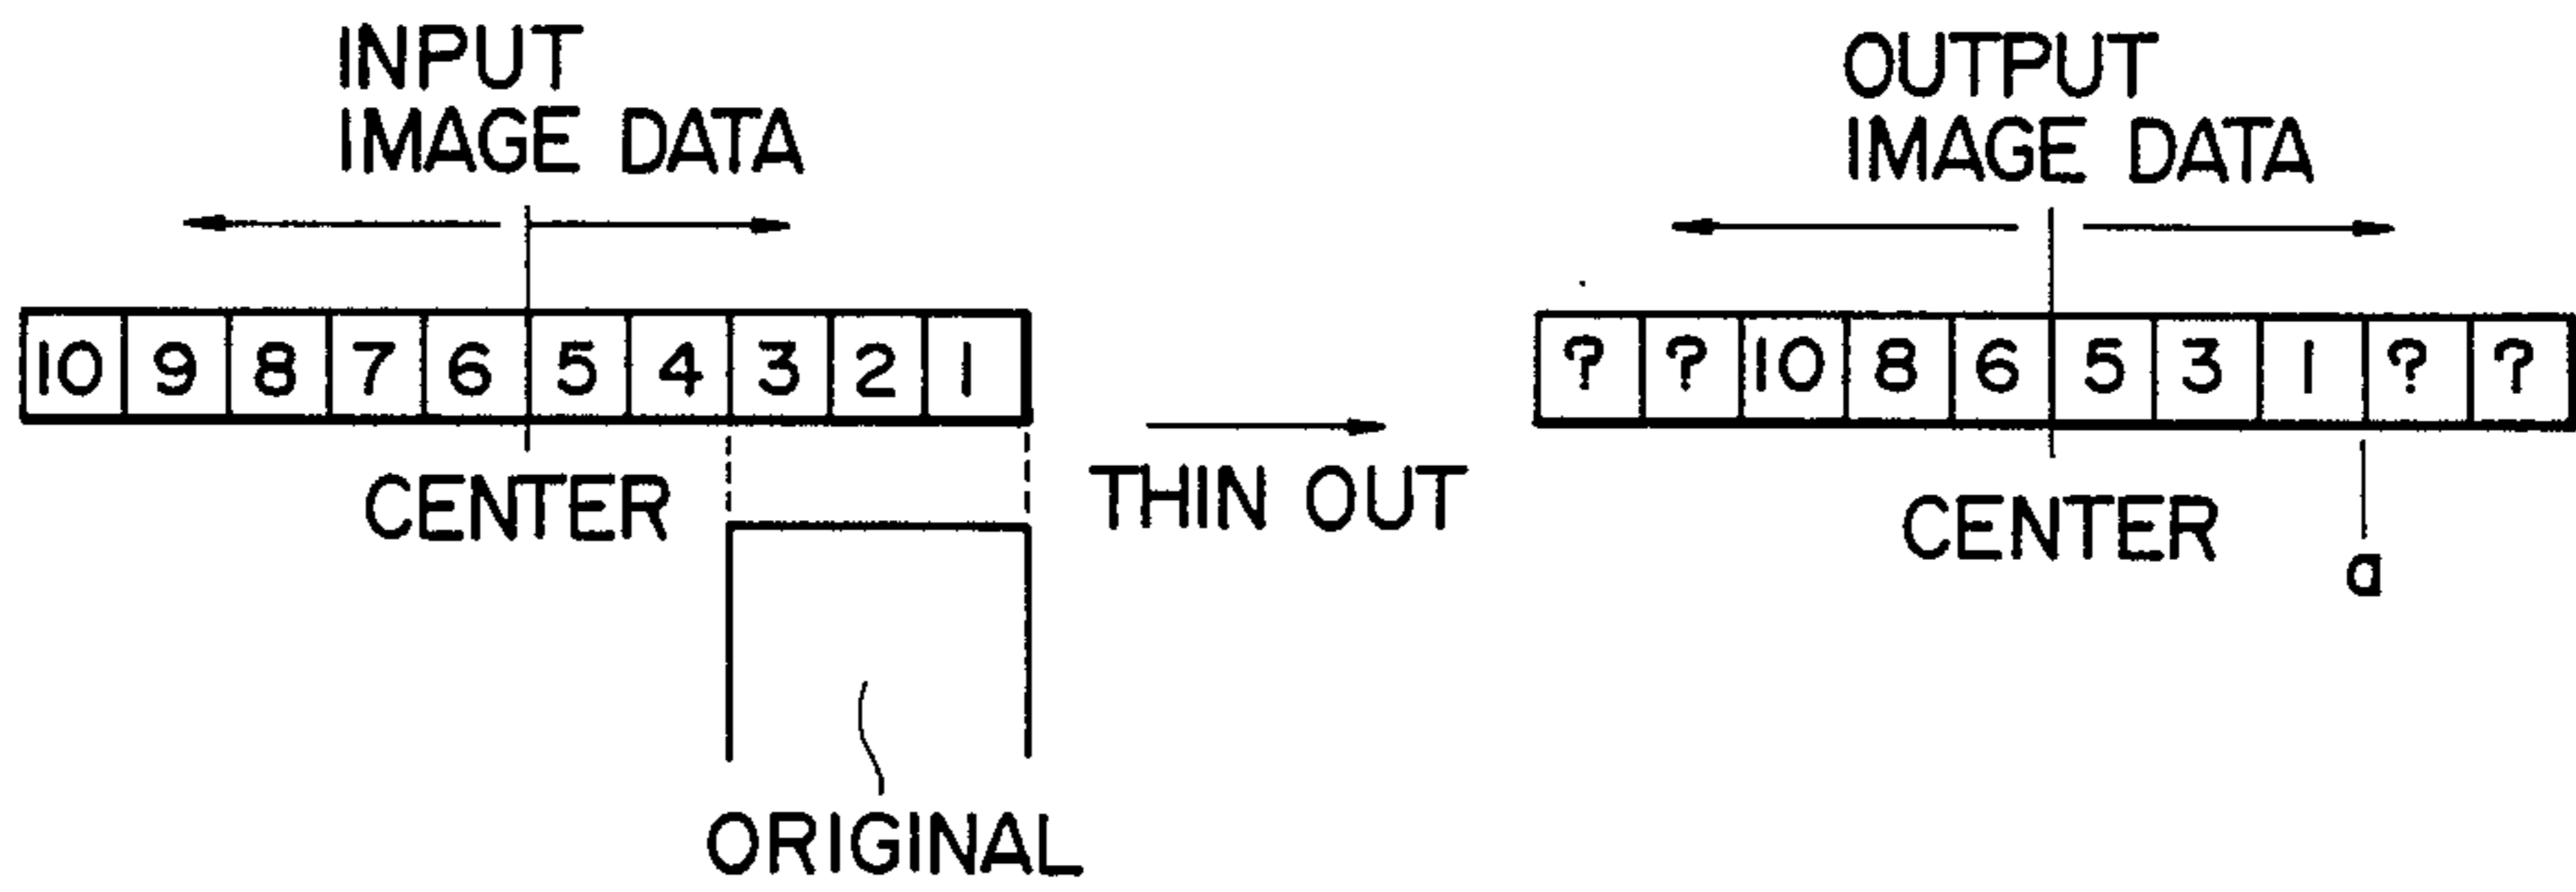 INPUT
IMAGE DATA
10 9 8 7 6 5 4 3 2 1
CENTER
ORIGINAL
THIN OUT
OUTPUT
IMAGE DATA
? ? 10 8 6 5 3 1 ? ?
CENTER
a